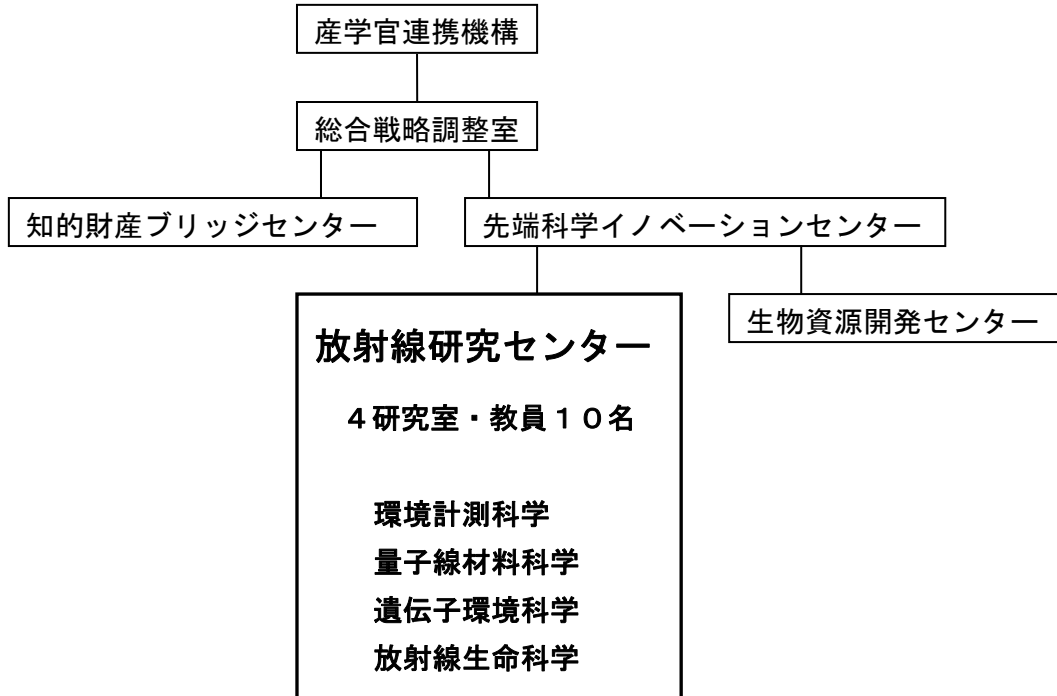 産学官連携機構
総合戦略調整室
知的財産ブリッジセンター
先端科学イノベーションセンター
生物資源開発センター
放射線研究センター
４研究室・教員１０名
環境計測科学
量子線材料科学
遺伝子環境科学
放射線生命科学